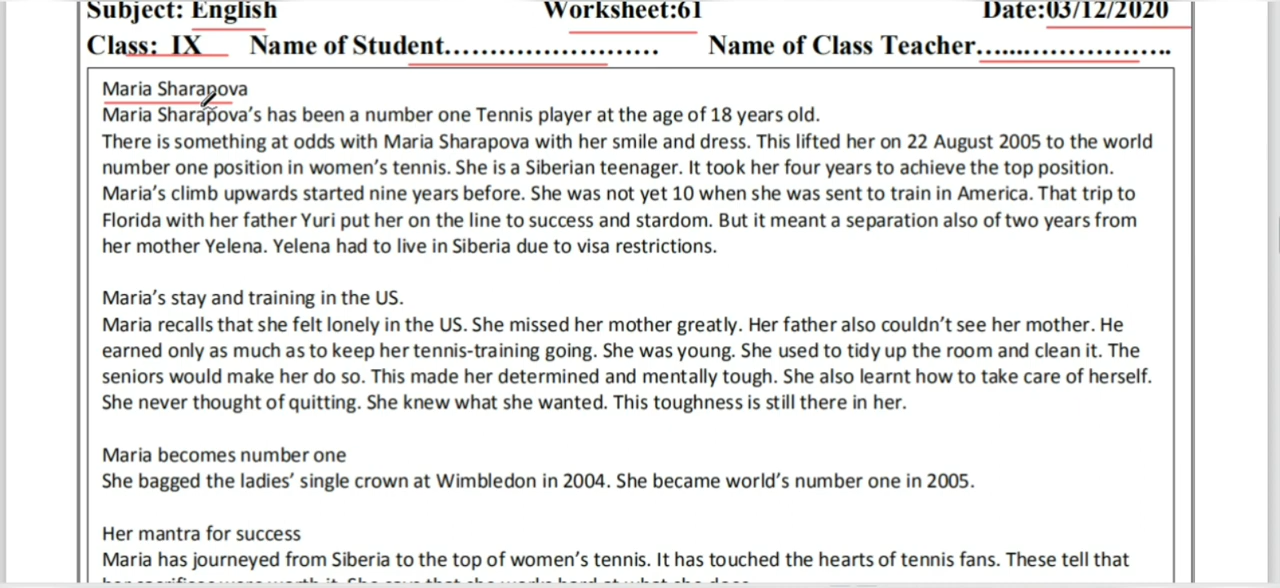 Subject: English Worksheet:61 Date:03/12/2020
Class: IX Name of Student........................ Name of Class Teacher......................
Maria Sharapova
Maria Sharapova's has been a number one Tennis player at the age of 18 years old.
There is something at odds with Maria Sharapova with her smile and dress. This lifted her on 22 August 2005 to the world
number one position in women's tennis. She is a Siberian teenager. It took her four years to achieve the top position.
Maria's climb upwards started nine years before. She was not yet 10 when she was sent to train in America. That trip to
Florida with her father Yuri put her on the line to success and stardom. But it meant a separation also of two years from
her mother Yelena. Yelena had to live in Siberia due to visa restrictions.
Maria's stay and training in the US.
Maria recalls that she felt lonely in the US. She missed her mother greatly. Her father also couldn't see her mother. He
earned only as much as to keep her tennis-training going. She was young. She used to tidy up the room and clean it. The
seniors would make her do so. This made her determined and mentally tough. She also learnt how to take care of herself.
She never thought of quitting. She knew what she wanted. This toughness is still there in her.
Maria becomes number one
She bagged the ladies' single crown at Wimbledon in 2004. She became world's number one in 2005.
Her mantra for success
Maria has journeyed from Siberia to the top of women's tennis. It has touched the hearts of tennis fans. These tell that